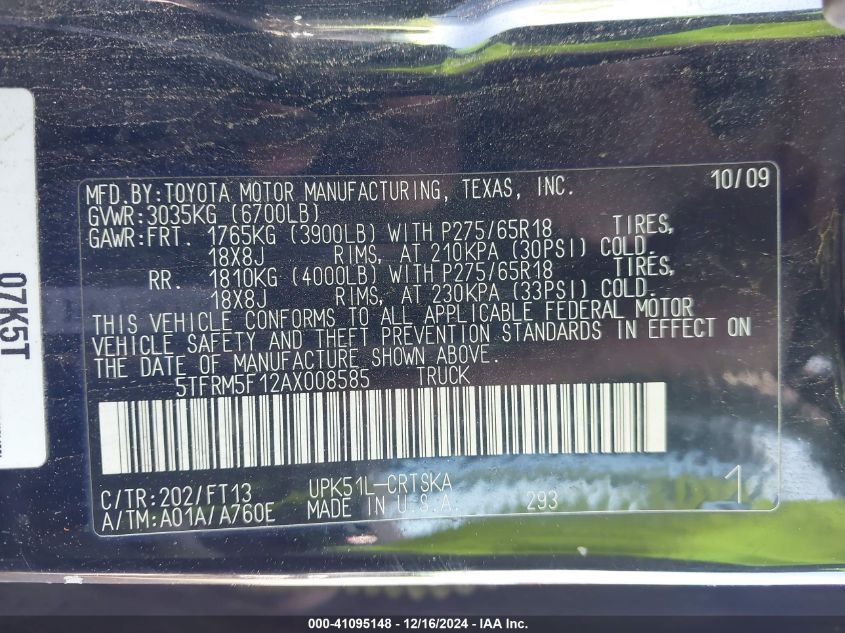 MFD.BY:TOYOTA MOTOR MANUFACTURING, TEXAS, INC. 10/09
GVWR:3035KG (6700LB)
GAWR:FRT. 1765KG (3900LB) WITH P275/65R18 TIRES,
18X8J RIMS, AT 210KPA (30PSI) COLD.
RR. 1810KG (4000LB) WITH P275/65R18 TIRES,
18X8J RIMS, AT 230KPA (33PSI) COLD.
THIS VEHICLE CONFORMS TO ALL APPLICABLE FEDERAL MOTOR
VEHICLE SAFETY AND THEFT PREVENTION STANDARDS IN EFFECT ON
THE DATE OF MANUFACTURE SHOWN ABOVE.
5TFRM5F12AX008585 TRUCK
C/TR:202/FT13 UPK51L-CRTSKA
A/TM:A01A/A760E MADE IN U.S.A. 293 1
07K5T
000-41095148 - 12/16/2024 - IAA Inc.